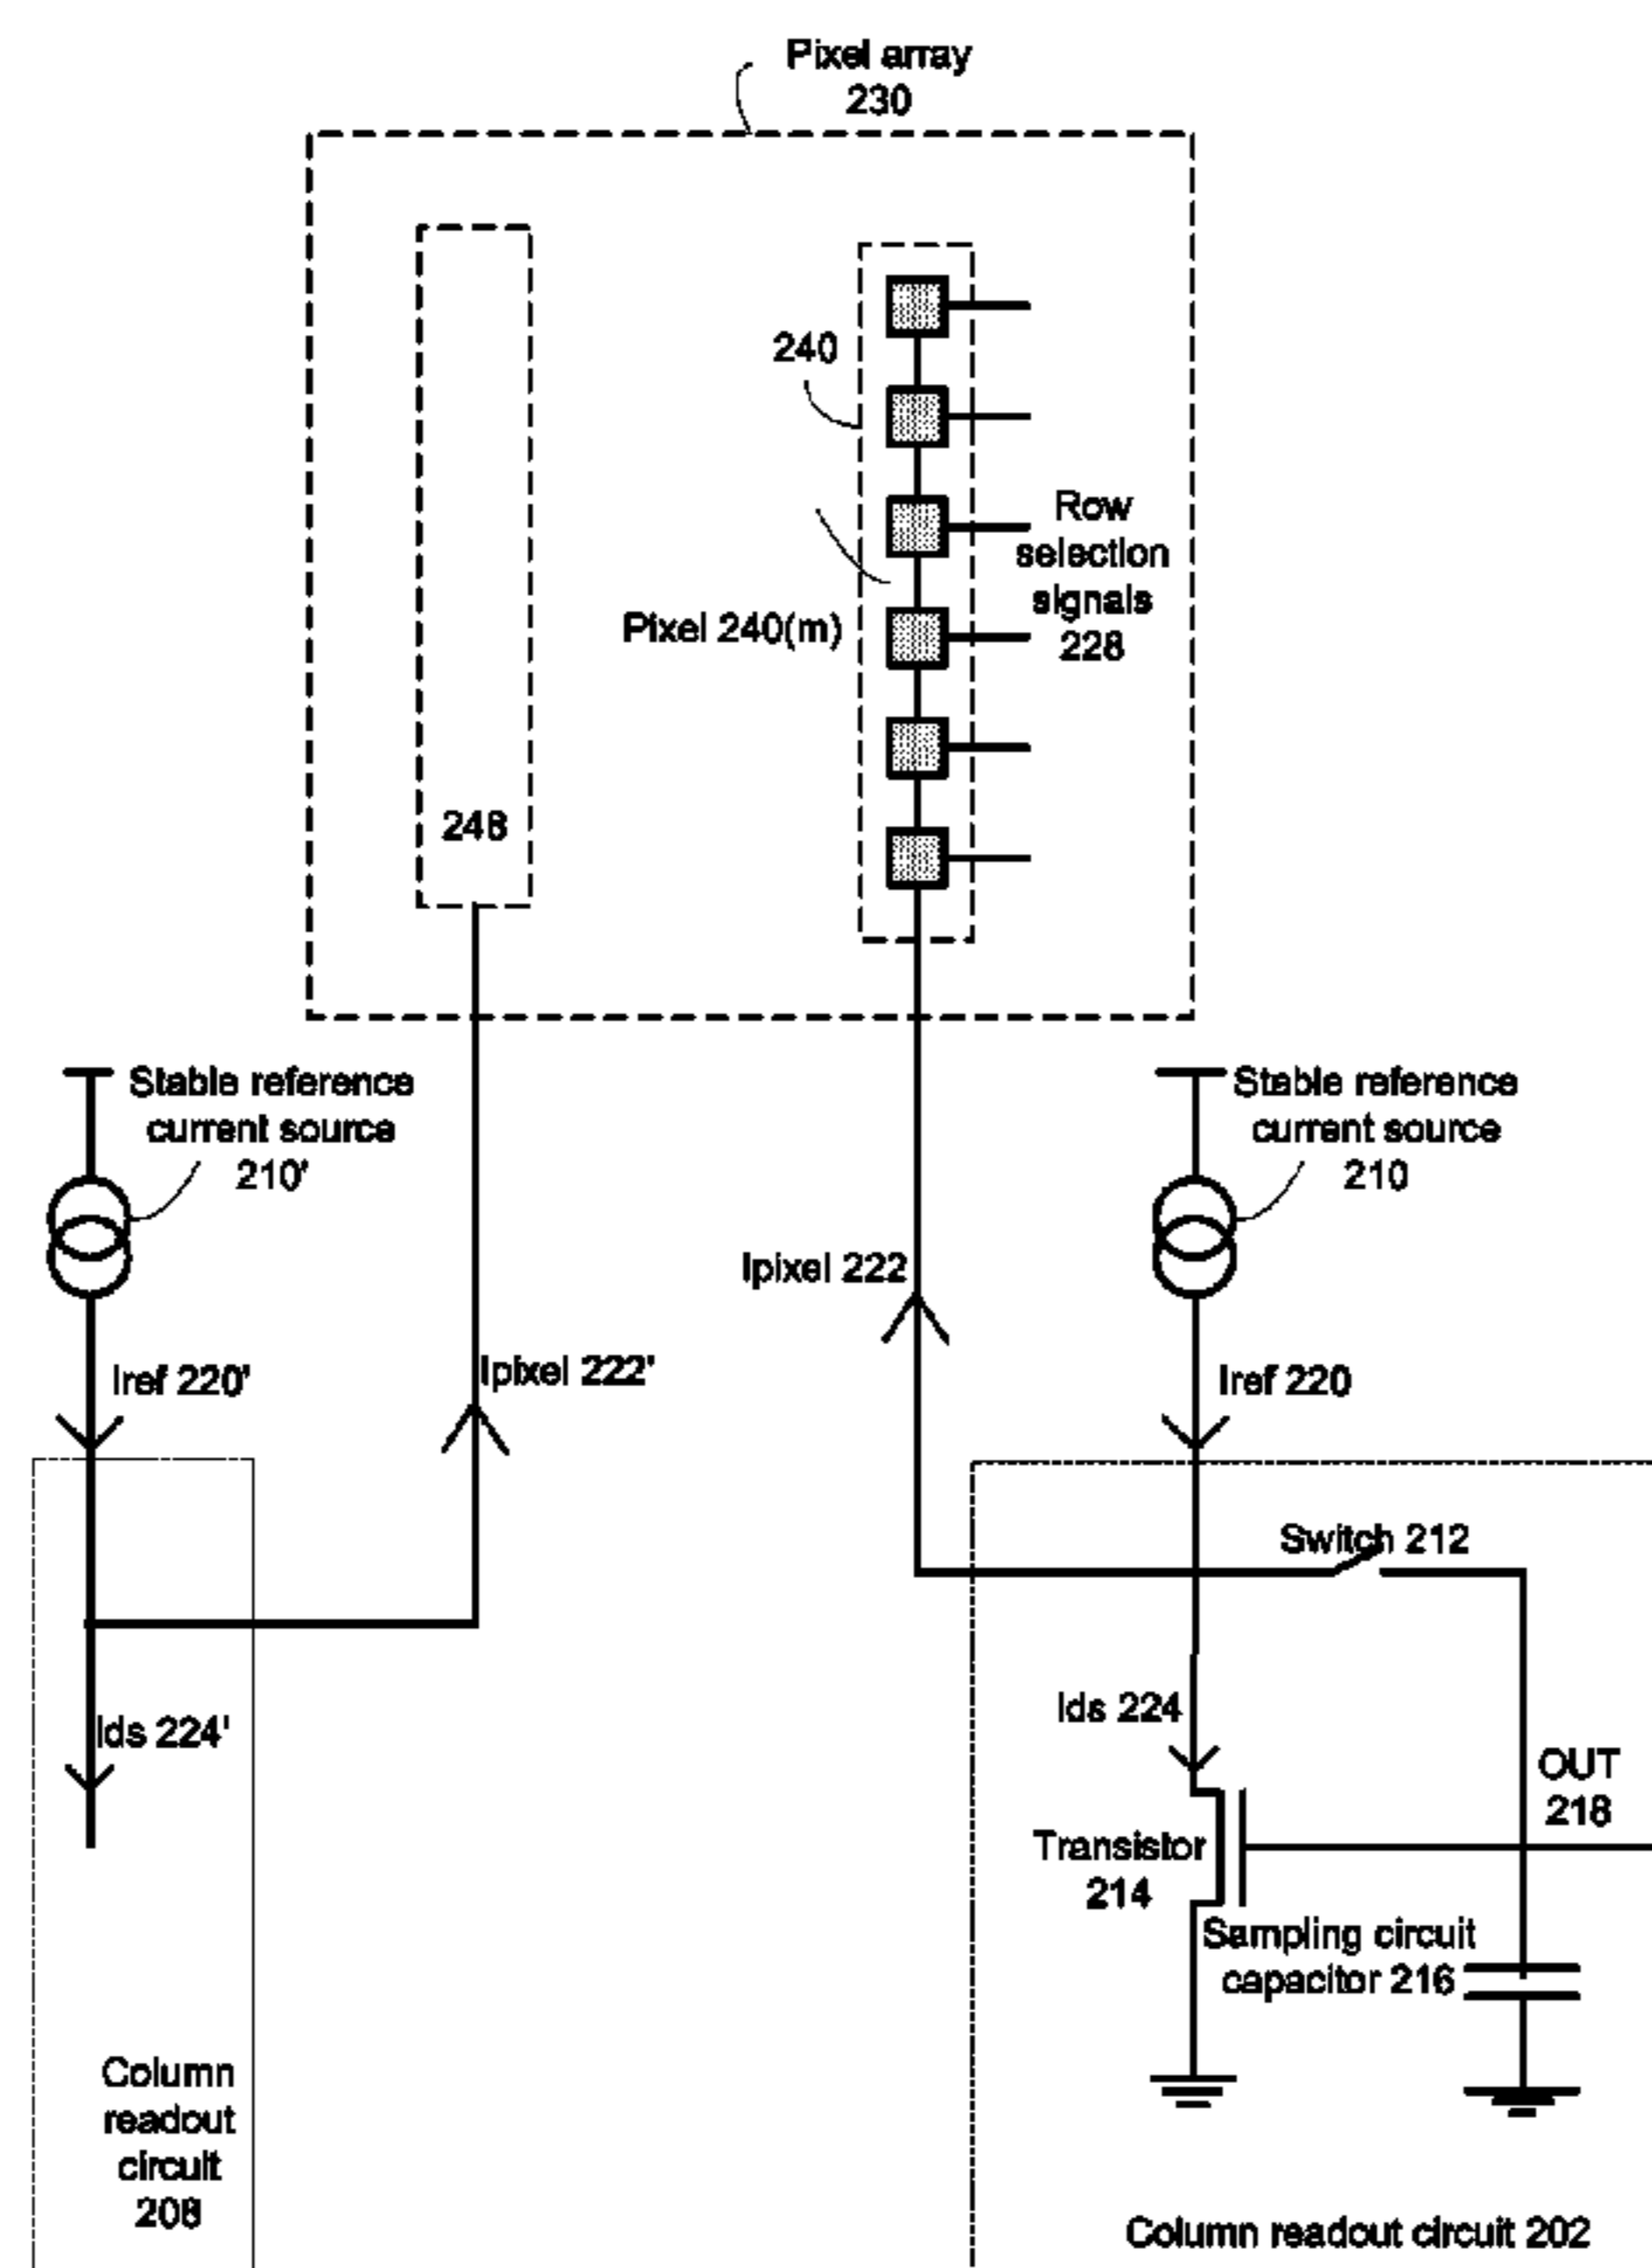 Pixel array
230
240
Row
selection
signals
228
Pixel 240(m)
248
Stable reference
current source
210'
Stable reference
current source
210
Ipixel 222
Iref 220'
Ipixel 222'
Iref 220
Switch 212
Ids 224'
Ids 224
OUT
218
Transistor
214
Sampling circuit
capacitor 216
Column
readout
circuit
208
Column readout circuit 202